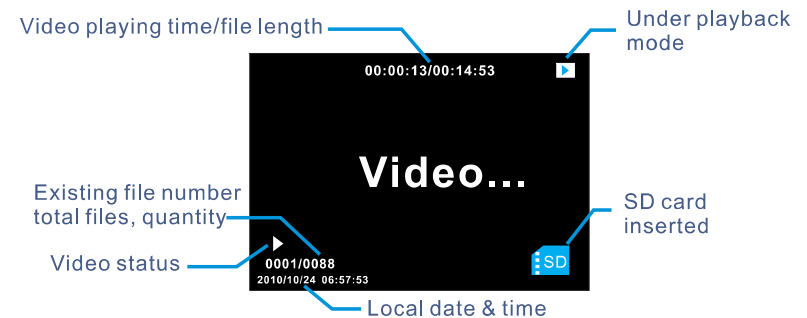 Video playing time/file length
Under playback
mode
00:00:13/00:14:53
Video...
Existing file number
total files, quantity
SD card
inserted
SD
Video status
0001/0088
2010/10/24 06:57:53
Local date & time